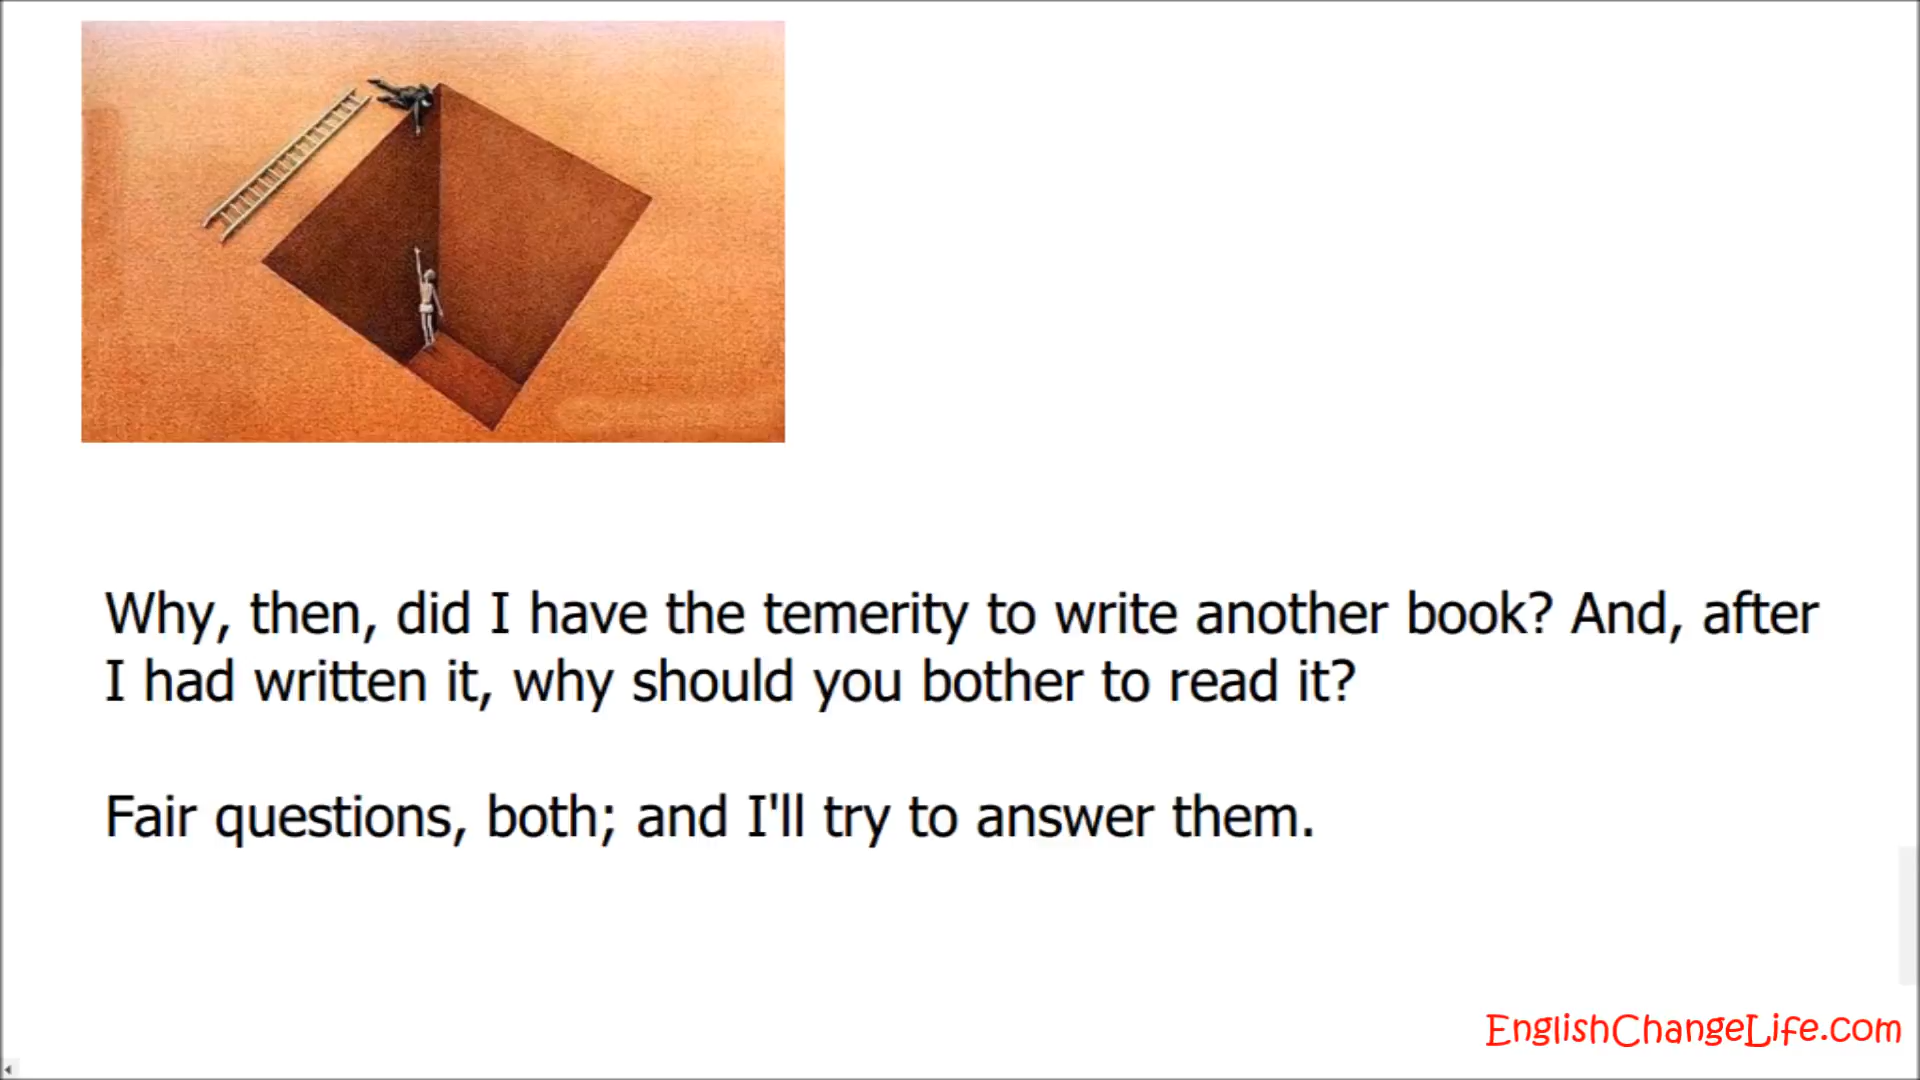 Why, then, did I have the temerity to write another book? And, after
I had written it, why should you bother to read it?
Fair questions, both; and I'll try to answer them.
EnglishChangeLife.com